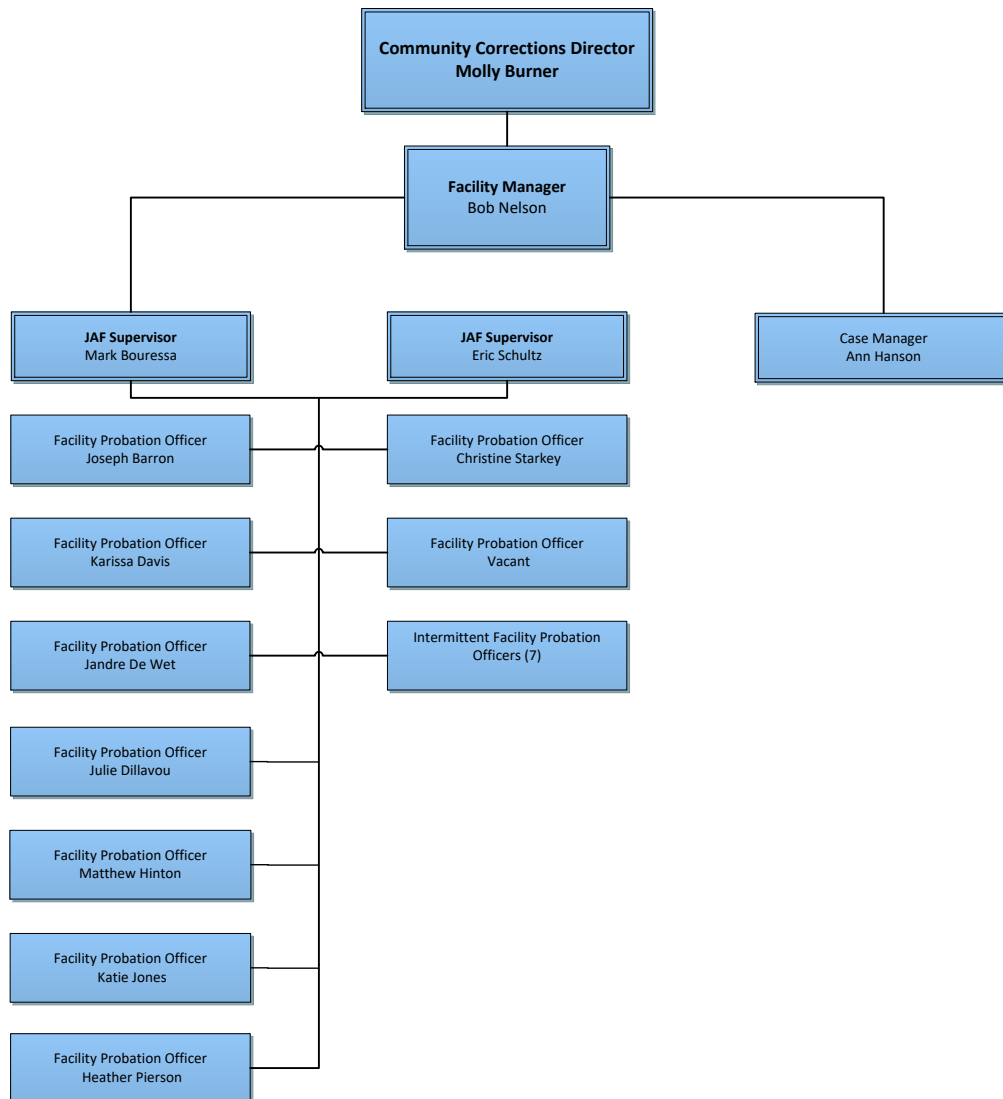 Community Corrections Director
Molly Burner
Facility Manager
Bob Nelson
JAF Supervisor
Mark Bouressa
JAF Supervisor
Eric Schultz
Case Manager
Ann Hanson
Facility Probation Officer
Joseph Barron
Facility Probation Officer
Christine Starkey
Facility Probation Officer
Karissa Davis
Facility Probation Officer
Vacant
Facility Probation Officer
Jandre De Wet
Intermittent Facility Probation
Officers (7)
Facility Probation Officer
Julie Dillavou
Facility Probation Officer
Matthew Hinton
Facility Probation Officer
Katie Jones
Facility Probation Officer
Heather Pierson